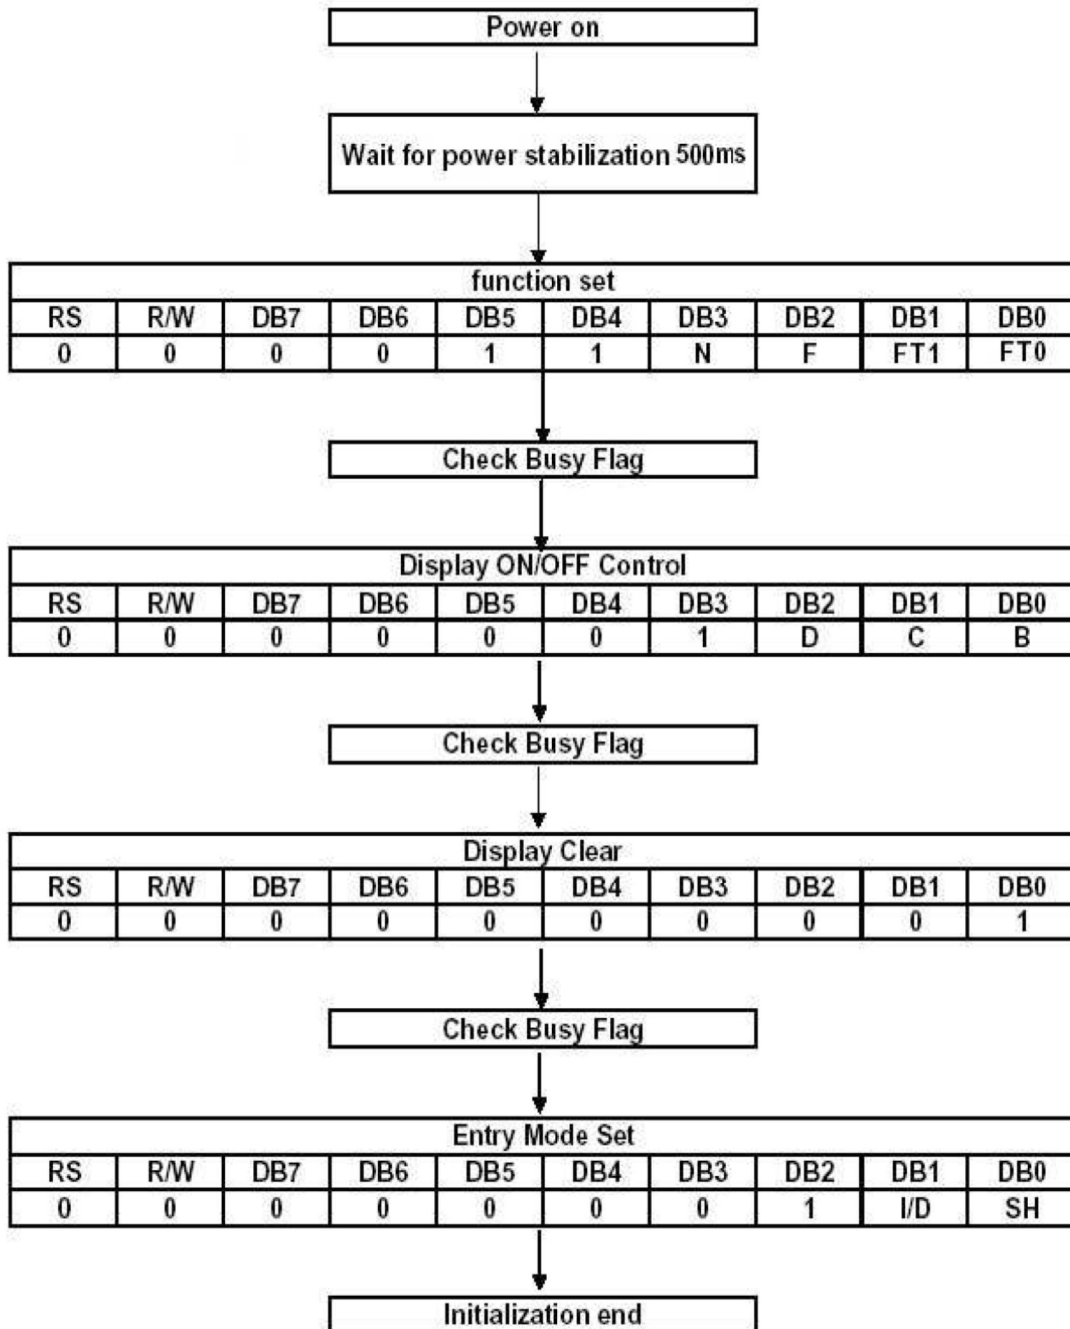 Power on
Wait for power stabilization 500ms
function set
RS R/W DB7 DB6 DB5 DB4 DB3 DB2 DB1 DB0
0 0 0 0 1 1 N F FT1 FT0
Check Busy Flag
Display ON/OFF Control
RS R/W DB7 DB6 DB5 DB4 DB3 DB2 DB1 DB0
0 0 0 0 0 0 1 D C B
Check Busy Flag
Display Clear
RS R/W DB7 DB6 DB5 DB4 DB3 DB2 DB1 DB0
0 0 0 0 0 0 0 0 0 1
Check Busy Flag
Entry Mode Set
RS R/W DB7 DB6 DB5 DB4 DB3 DB2 DB1 DB0
0 0 0 0 0 0 0 1 I/D SH
Initialization end